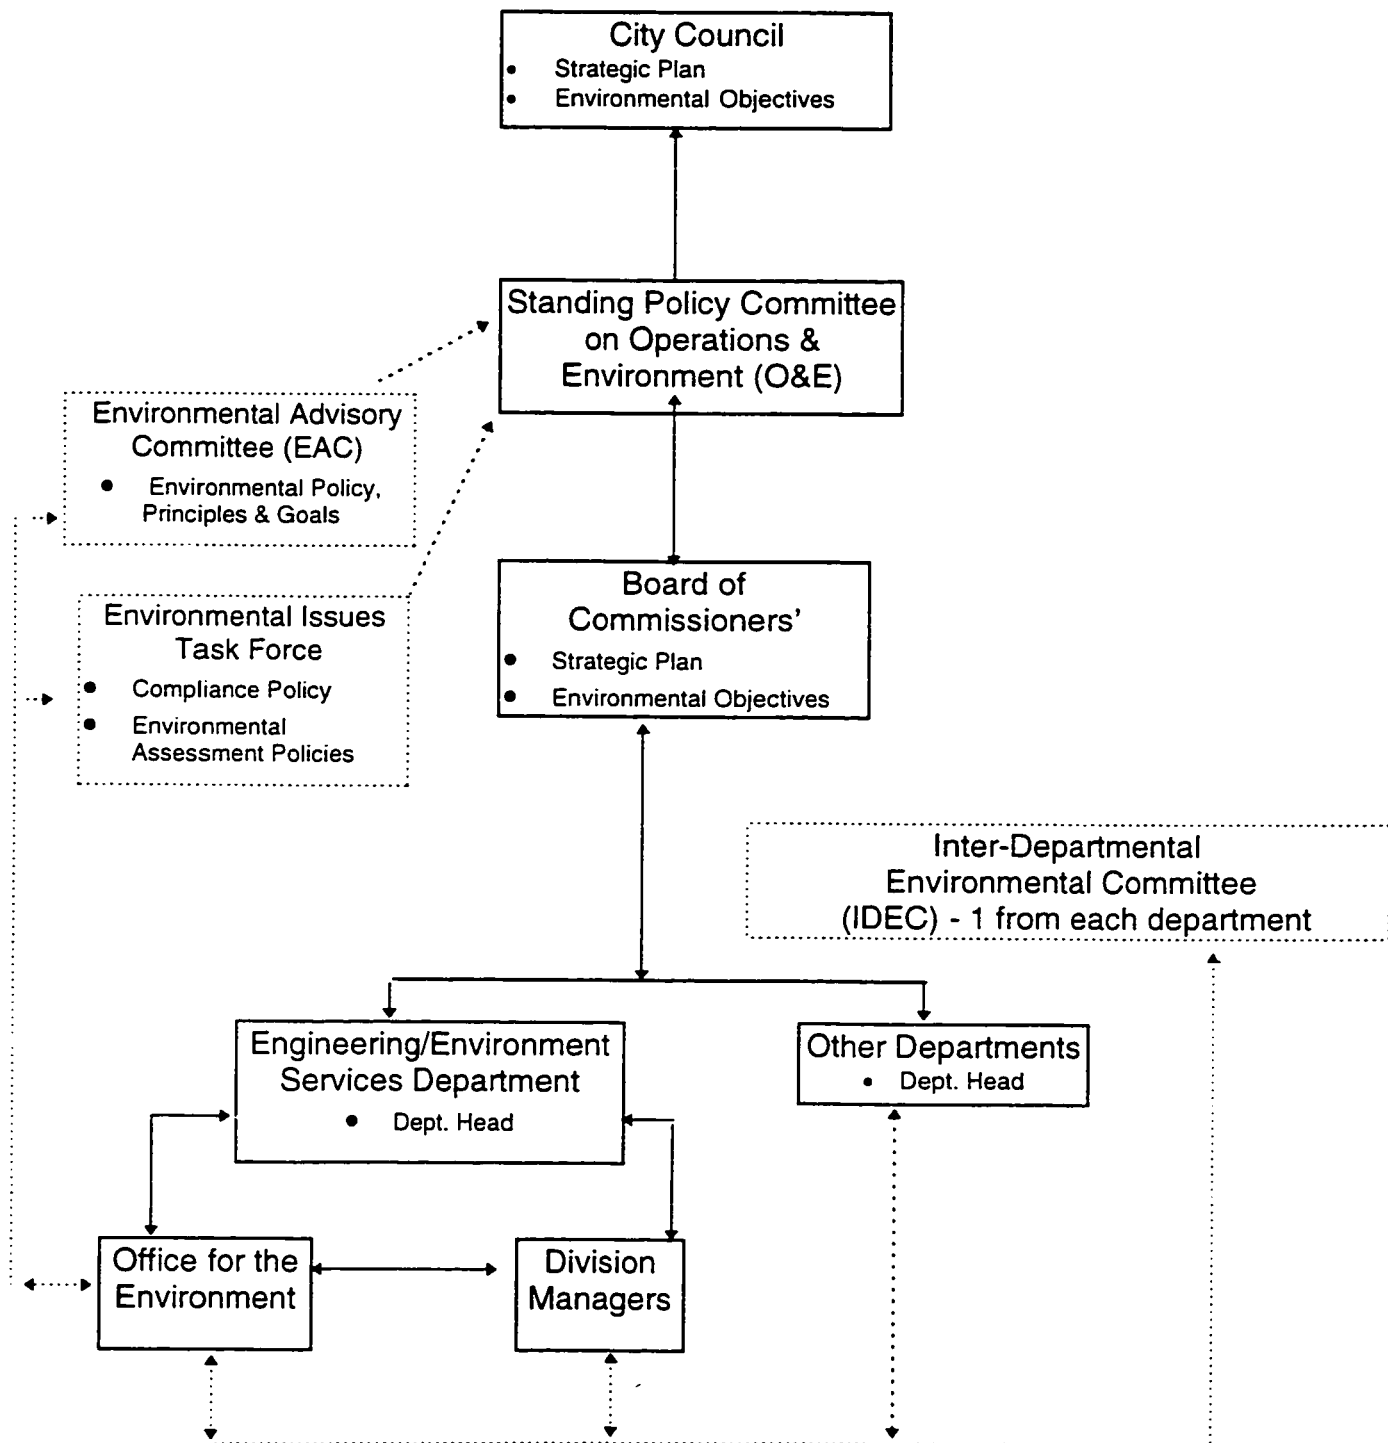 City Council
• Strategic Plan
• Environmental Objectives
Standing Policy Committee
on Operations &
Environment (O&E)
Environmental Advisory
Committee (EAC)
• Environmental Policy,
Principles & Goals
Environmental Issues
Task Force
• Compliance Policy
• Environmental
Assessment Policies
Board of
Commissioners'
• Strategic Plan
• Environmental Objectives
Inter-Departmental
Environmental Committee
(IDEC) - 1 from each department
Engineering/Environment
Services Department
• Dept. Head
Other Departments
• Dept. Head
Office for the
Environment
Division
Managers